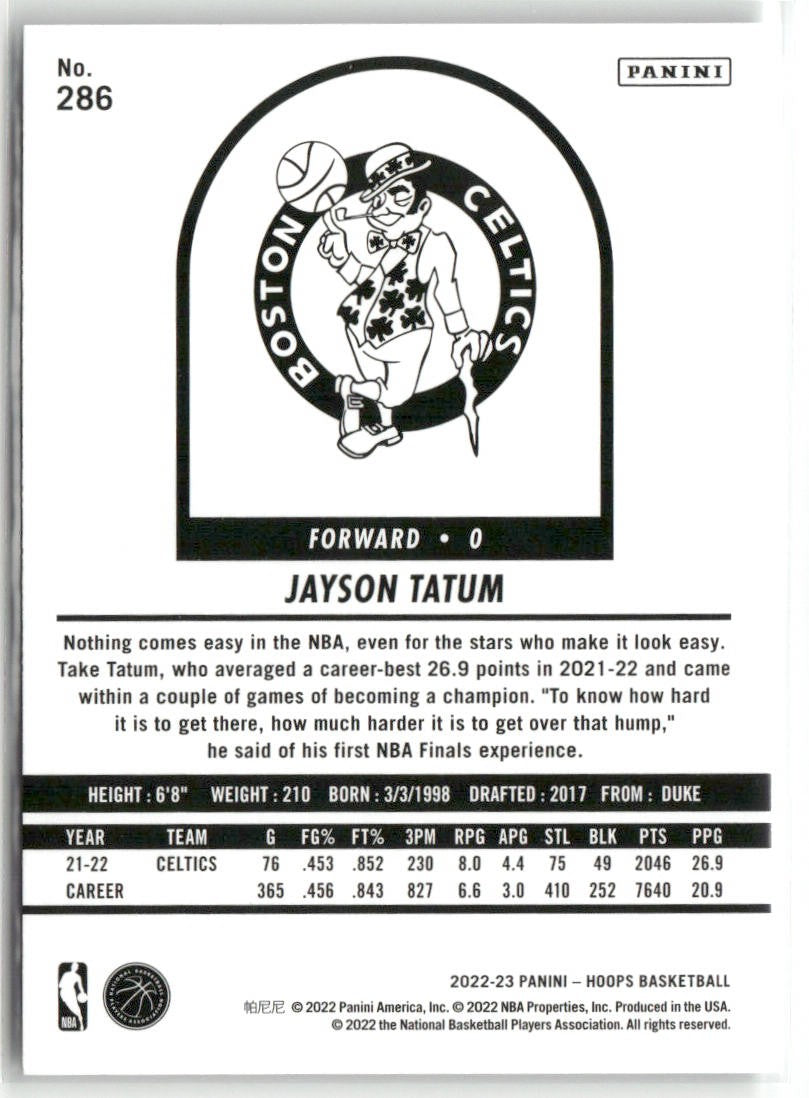 No.
286
PANINI
BOSTON CELTICS
FORWARD • 0
JAYSON TATUM
Nothing comes easy in the NBA, even for the stars who make it look easy.
Take Tatum, who averaged a career-best 26.9 points in 2021-22 and came
within a couple of games of becoming a champion. "To know how hard
it is to get there, how much harder it is to get over that hump,"
he said of his first NBA Finals experience.
HEIGHT : 6'8" WEIGHT : 210 BORN : 3/3/1998 DRAFTED : 2017 FROM : DUKE
YEAR TEAM G FG% FT% 3PM RPG APG STL BLK PTS PPG
21-22 CELTICS 76 .453 .852 230 8.0 4.4 75 49 2046 26.9
CAREER 365 .456 .843 827 6.6 3.0 410 252 7640 20.9
NBA
NATIONAL BASKETBALL PLAYERS ASSOCIATION
2022-23 PANINI – HOOPS BASKETBALL
帕尼尼 © 2022 Panini America, Inc. © 2022 NBA Properties, Inc. Produced in the USA.
© 2022 the National Basketball Players Association. All rights reserved.